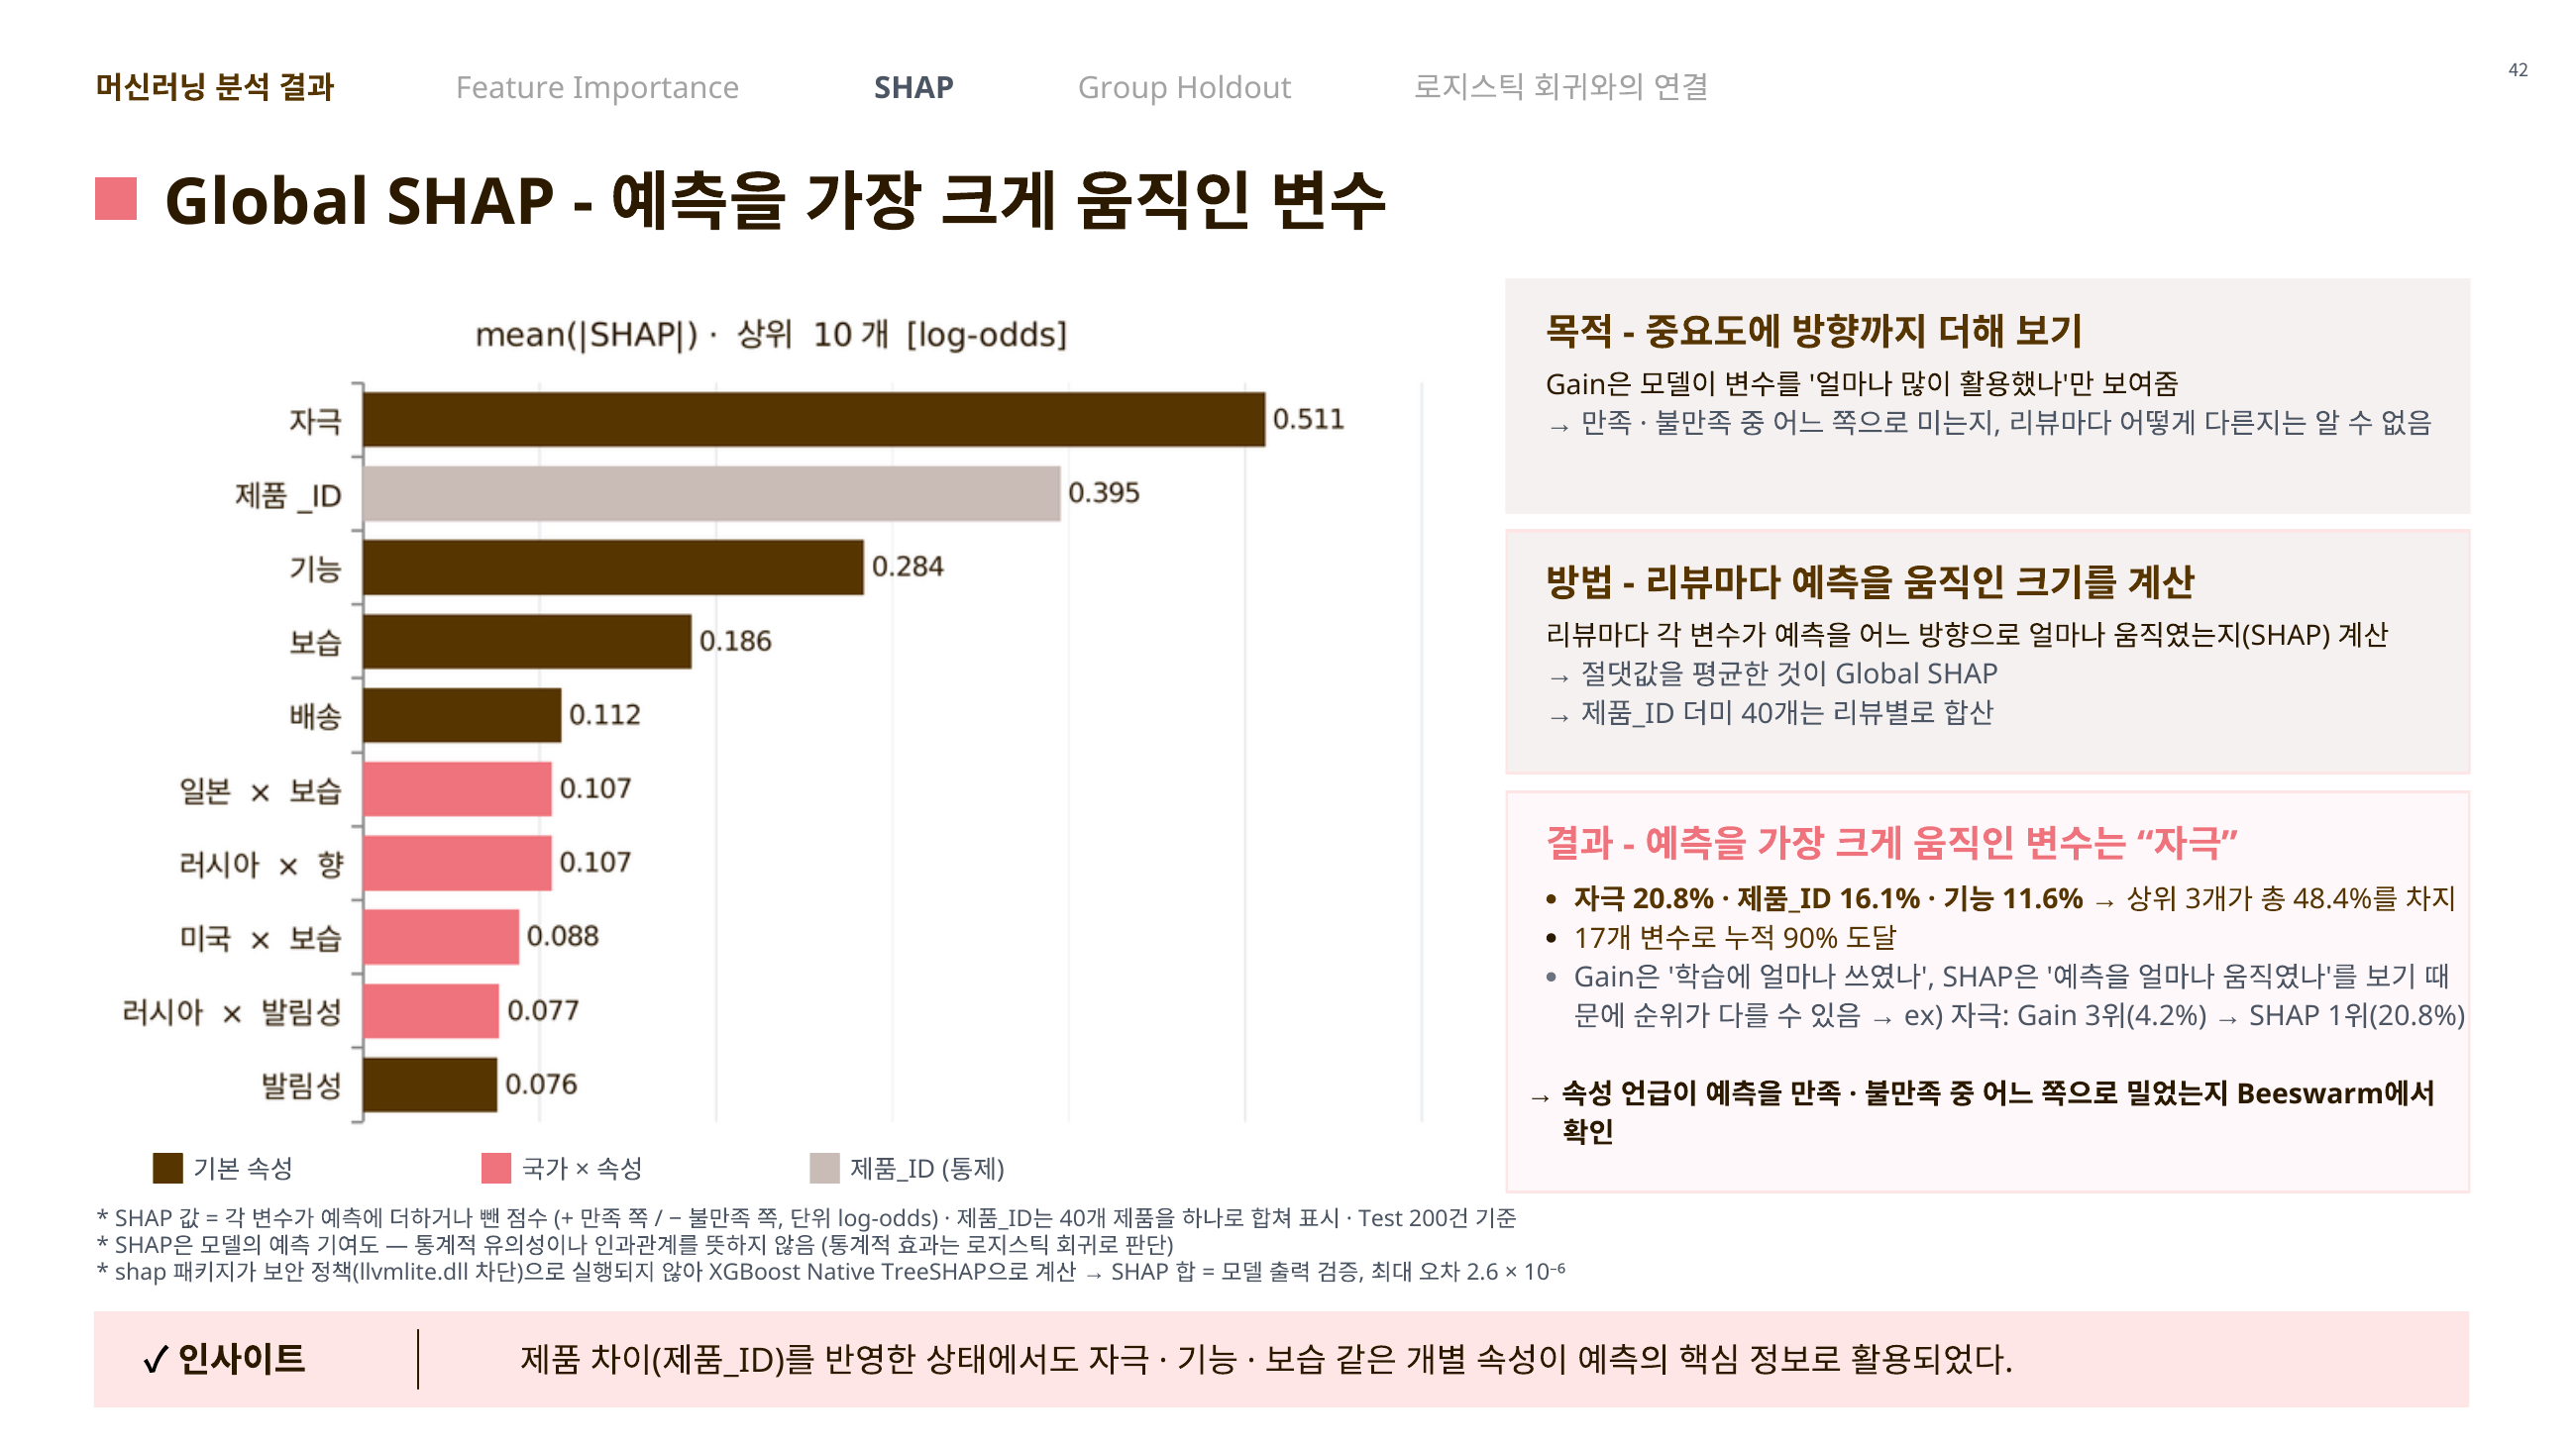 머신러닝 분석 결과 Feature Importance SHAP Group Holdout 로지스틱 회귀와의 연결 42
Global SHAP - 예측을 가장 크게 움직인 변수
mean(|SHAP|) · 상위 10 개 [log-odds]
자극 0.511
제품 _ID 0.395
기능 0.284
보습 0.186
배송 0.112
일본 × 보습 0.107
러시아 × 향 0.107
미국 × 보습 0.088
러시아 × 발림성 0.077
발림성 0.076
기본 속성 국가 × 속성 제품_ID (통제)
* SHAP 값 = 각 변수가 예측에 더하거나 뺀 점수 (+ 만족 쪽 / − 불만족 쪽, 단위 log-odds) · 제품_ID는 40개 제품을 하나로 합쳐 표시 · Test 200건 기준
* SHAP은 모델의 예측 기여도 — 통계적 유의성이나 인과관계를 뜻하지 않음 (통계적 효과는 로지스틱 회귀로 판단)
* shap 패키지가 보안 정책(llvmlite.dll 차단)으로 실행되지 않아 XGBoost Native TreeSHAP으로 계산 → SHAP 합 = 모델 출력 검증, 최대 오차 2.6 × 10⁻⁶
목적 - 중요도에 방향까지 더해 보기
Gain은 모델이 변수를 '얼마나 많이 활용했나'만 보여줌
→ 만족 · 불만족 중 어느 쪽으로 미는지, 리뷰마다 어떻게 다른지는 알 수 없음
방법 - 리뷰마다 예측을 움직인 크기를 계산
리뷰마다 각 변수가 예측을 어느 방향으로 얼마나 움직였는지(SHAP) 계산
→ 절댓값을 평균한 것이 Global SHAP
→ 제품_ID 더미 40개는 리뷰별로 합산
결과 - 예측을 가장 크게 움직인 변수는 “자극”
• 자극 20.8% · 제품_ID 16.1% · 기능 11.6% → 상위 3개가 총 48.4%를 차지
• 17개 변수로 누적 90% 도달
• Gain은 '학습에 얼마나 쓰였나', SHAP은 '예측을 얼마나 움직였나'를 보기 때
문에 순위가 다를 수 있음 → ex) 자극: Gain 3위(4.2%) → SHAP 1위(20.8%)
→ 속성 언급이 예측을 만족 · 불만족 중 어느 쪽으로 밀었는지 Beeswarm에서
확인
✓ 인사이트 제품 차이(제품_ID)를 반영한 상태에서도 자극 · 기능 · 보습 같은 개별 속성이 예측의 핵심 정보로 활용되었다.